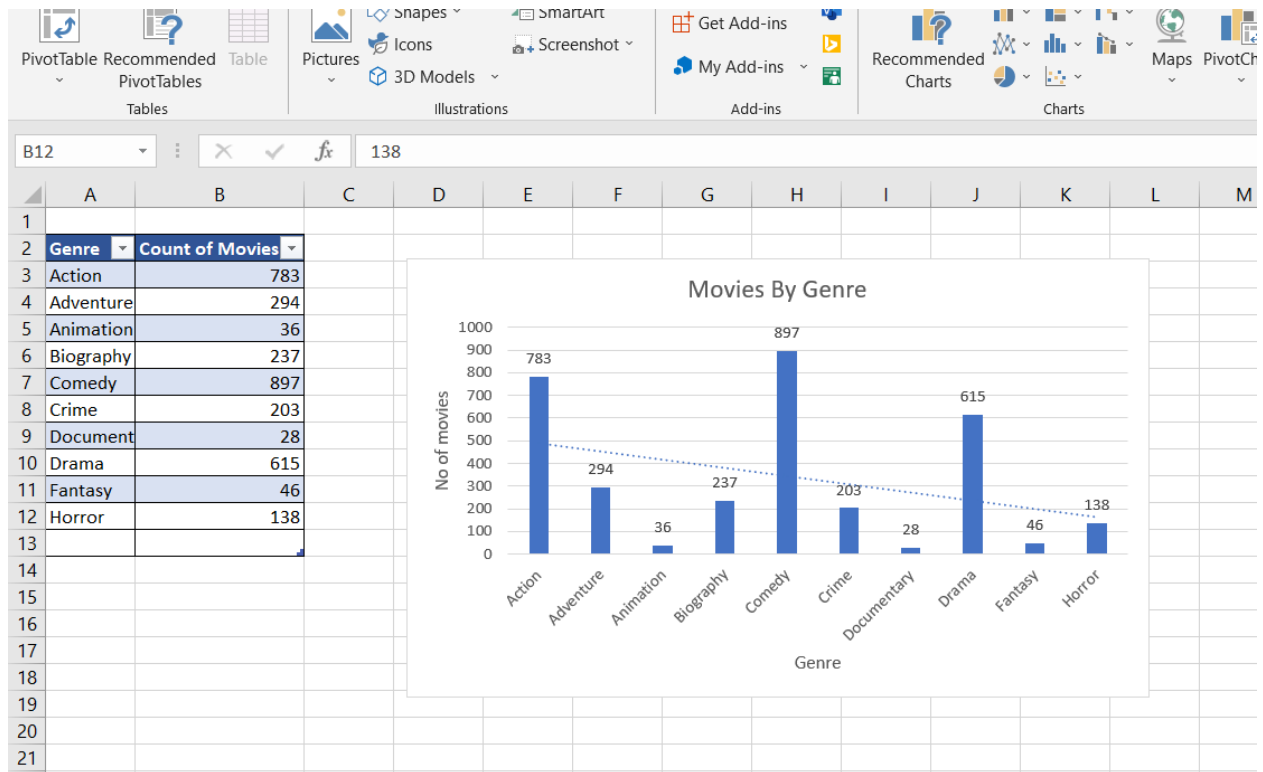 Shapes SmartArt
Get Add-ins
PivotTable Recommended Table Pictures Icons Screenshot Recommended Maps
PivotTables 3D Models My Add-ins Charts
Tables Illustrations Add-ins Charts
B12 fx 138
A B C D E F G H I J K L M
1
2 Genre Count of Movies
3 Action 783
4 Adventure 294
5 Animation 36
6 Biography 237
7 Comedy 897
8 Crime 203
9 Document 28
10 Drama 615
11 Fantasy 46
12 Horror 138
13
14
15
16
17
18
19
20
21
Movies By Genre
No of movies
1000
900
800
700
600
500
400
300
200
100
0
783 294 36 237 897 203 28 615 46 138
Action Adventure Animation Biography Comedy Crime Documentary Drama Fantasy Horror
Genre